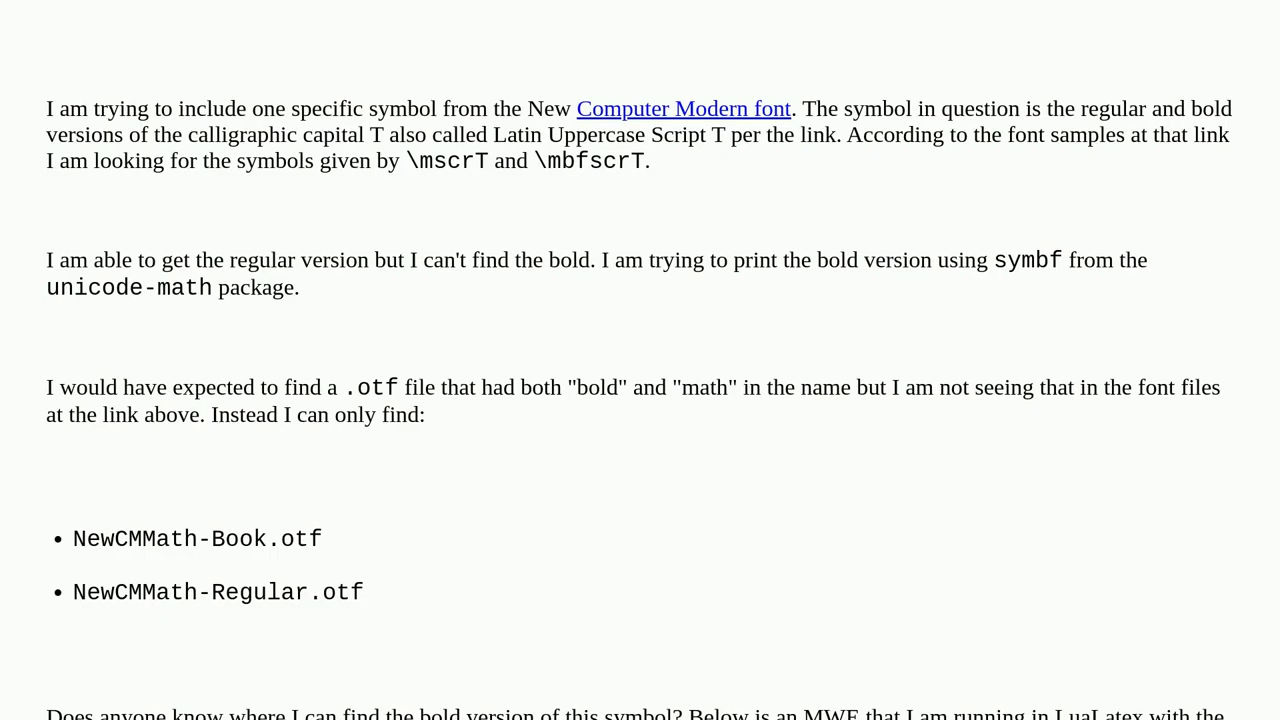 I am trying to include one specific symbol from the New Computer Modern font. The symbol in question is the regular and bold
versions of the calligraphic capital T also called Latin Uppercase Script T per the link. According to the font samples at that link
I am looking for the symbols given by \mscrT and \mbfscrT.
I am able to get the regular version but I can't find the bold. I am trying to print the bold version using symbf from the
unicode-math package.
I would have expected to find a .otf file that had both "bold" and "math" in the name but I am not seeing that in the font files
at the link above. Instead I can only find:
• NewCMMath-Book.otf
• NewCMMath-Regular.otf
Does anyone know where I can find the bold version of this symbol? Below is an MWE that I am running in LuaLatex with the